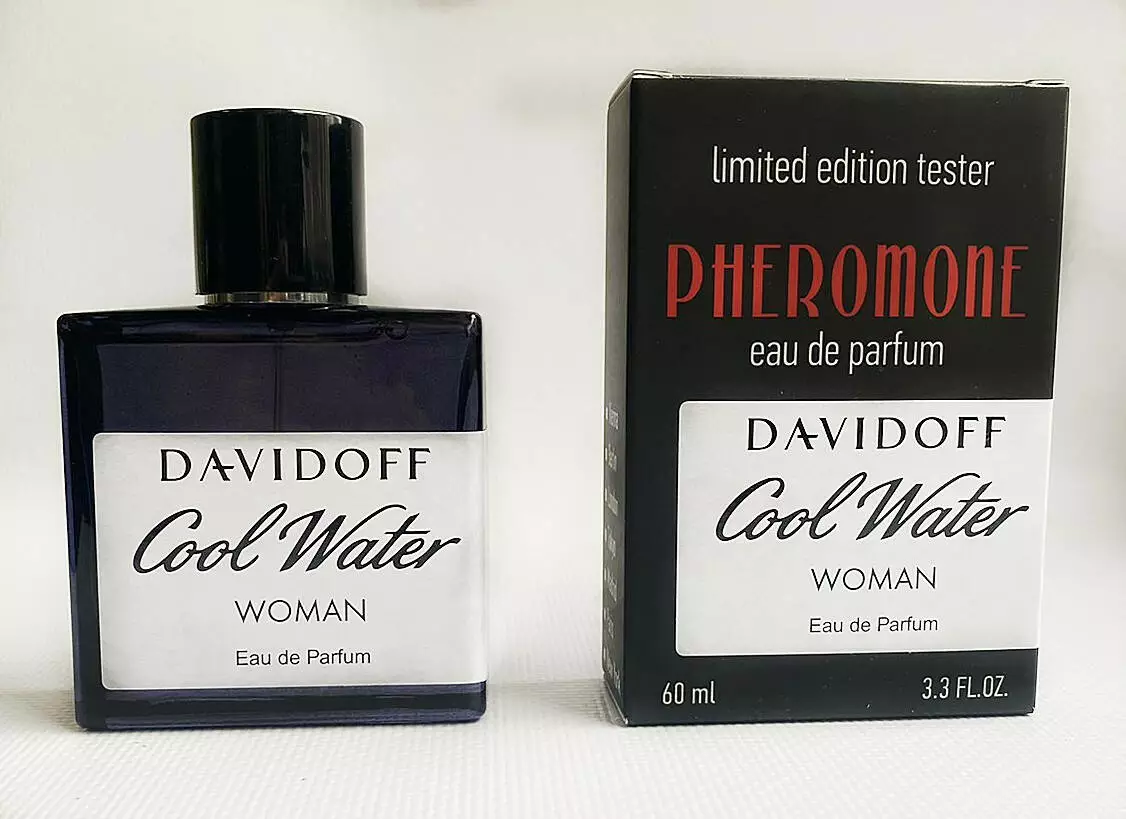 DAVIDOFF
Cool Water
WOMAN
Eau de Parfum
limited edition tester
PHEROMONE
eau de parfum
DAVIDOFF
Cool Water
WOMAN
Eau de Parfum
60 ml
3.3 FL.OZ.